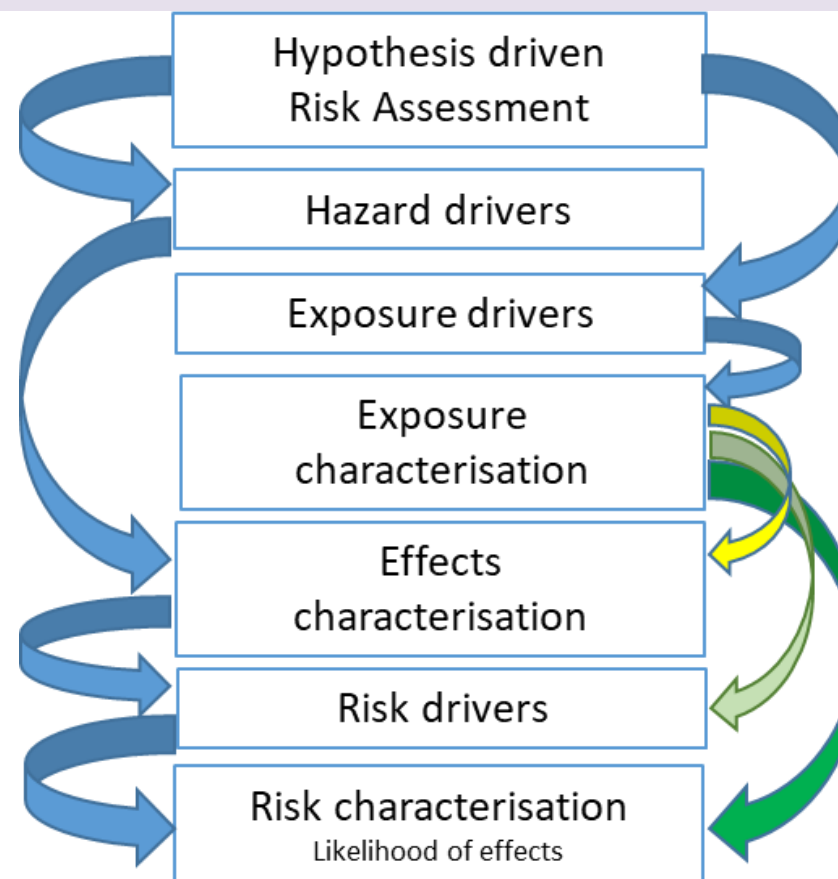 Hypothesis driven
Risk Assessment
Hazard drivers
Exposure drivers
Exposure
characterisation
Effects
characterisation
Risk drivers
Risk characterisation
Likelihood of effects